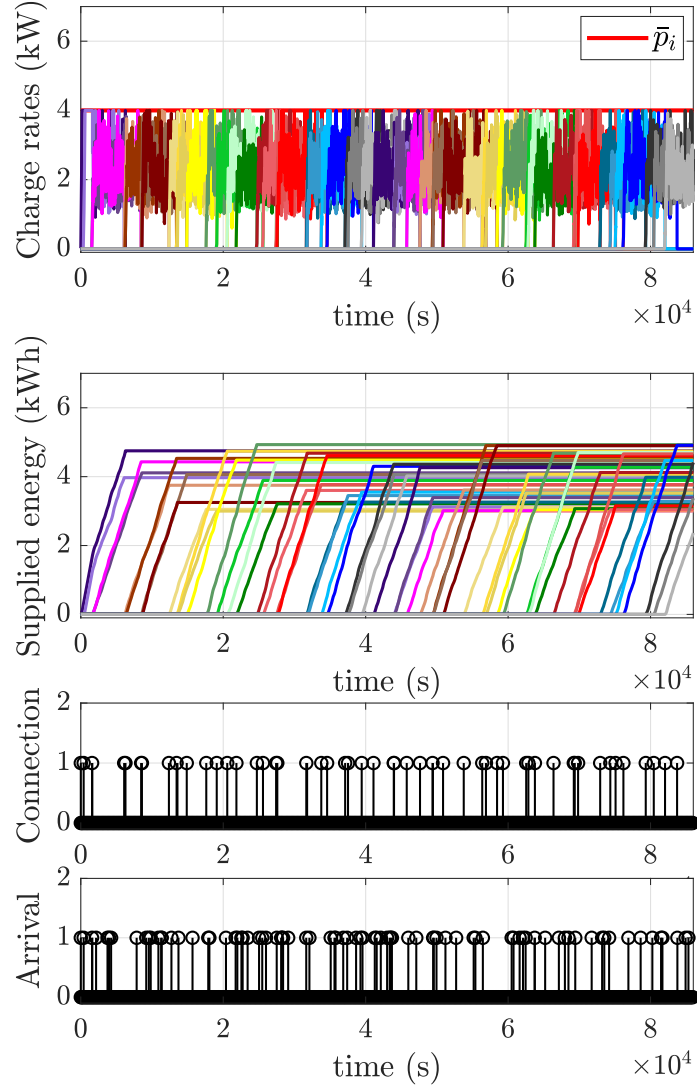 Charge rates (kW)
6
4
2
0
p̄ᵢ
0 2 4 6 8
time (s)
×10⁴
Supplied energy (kWh)
6
4
2
0
0 2 4 6 8
time (s)
×10⁴
Connection
2
1
0
0 2 4 6 8
time (s)
×10⁴
Arrival
2
1
0
0 2 4 6 8
time (s)
×10⁴